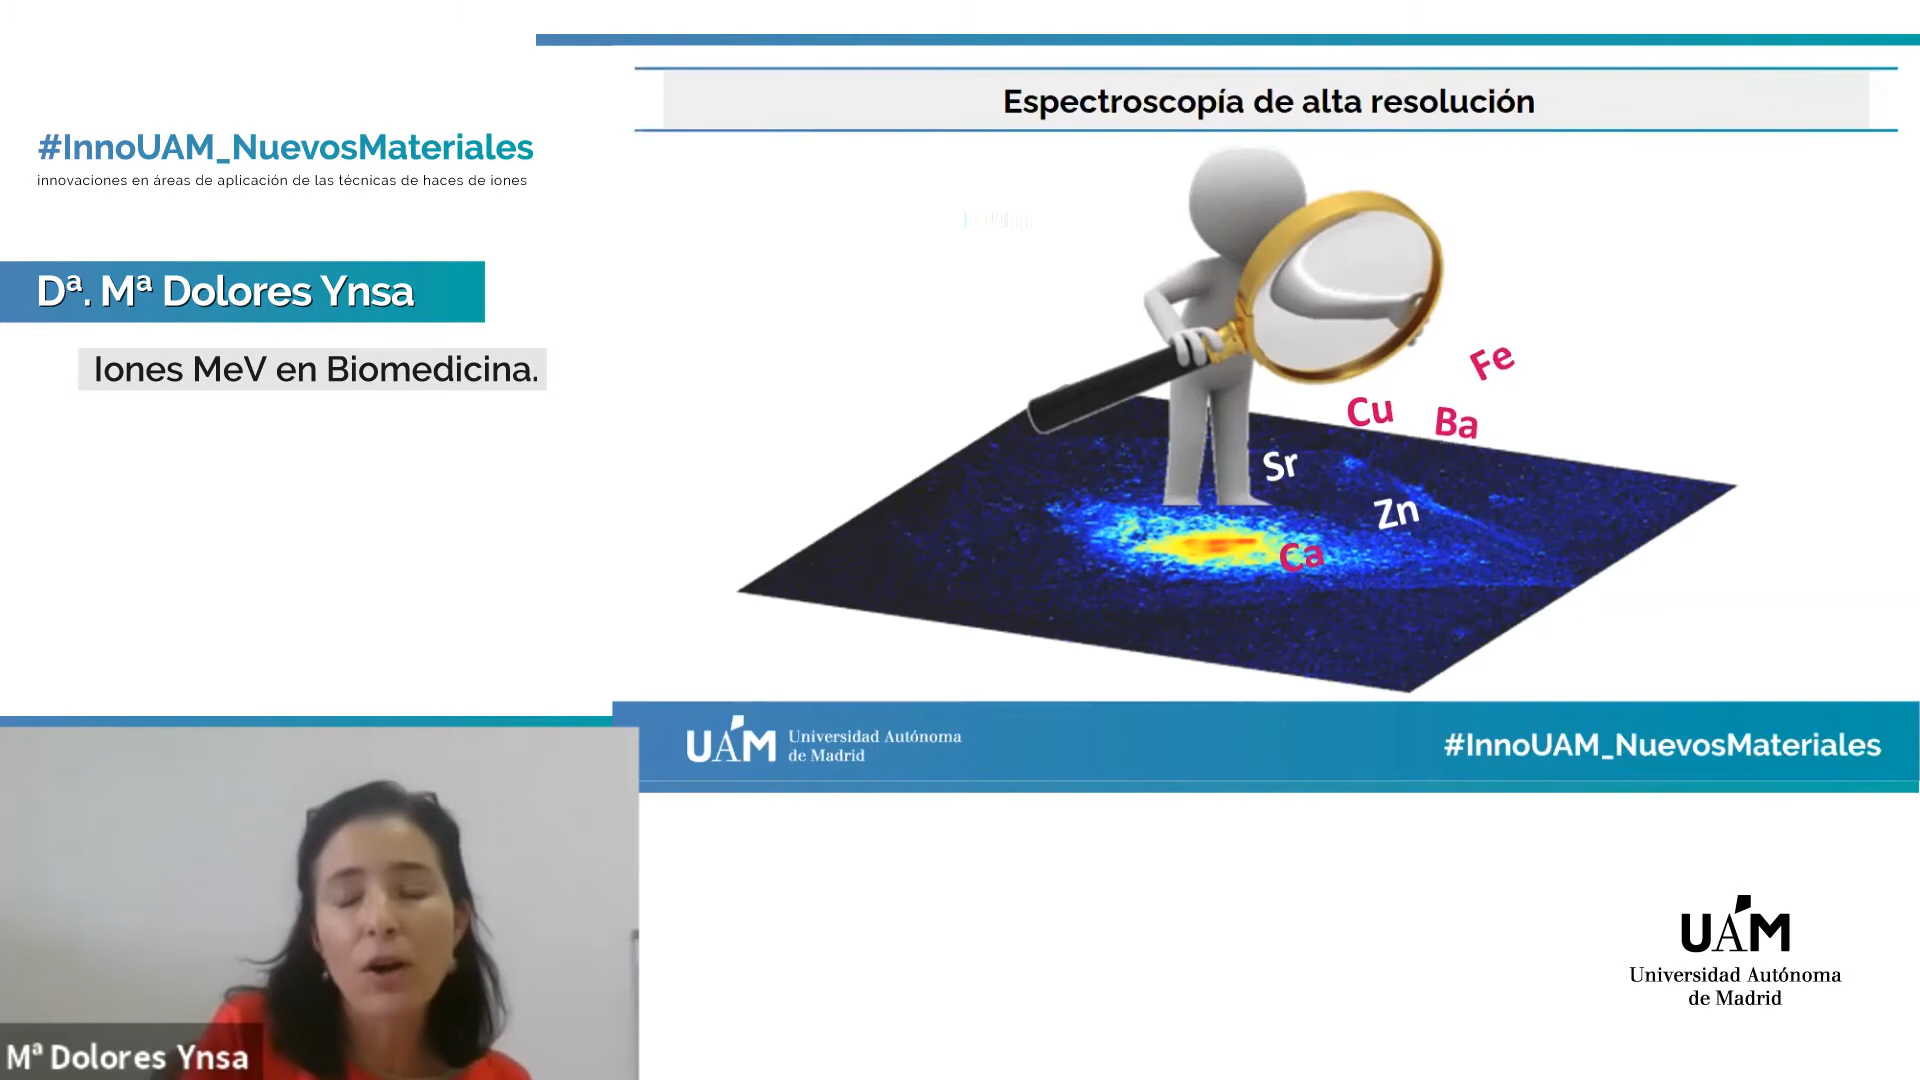 #InnoUAM_NuevosMateriales
innovaciones en áreas de aplicación de las técnicas de haces de iones
Dª. Mª Dolores Ynsa
Iones MeV en Biomedicina.
Espectroscopía de alta resolución
Fe
Cu
Ba
Sr
Zn
Ca
UAM Universidad Autónoma
de Madrid
#InnoUAM_NuevosMateriales
Mª Dolores Ynsa
UAM
Universidad Autónoma
de Madrid